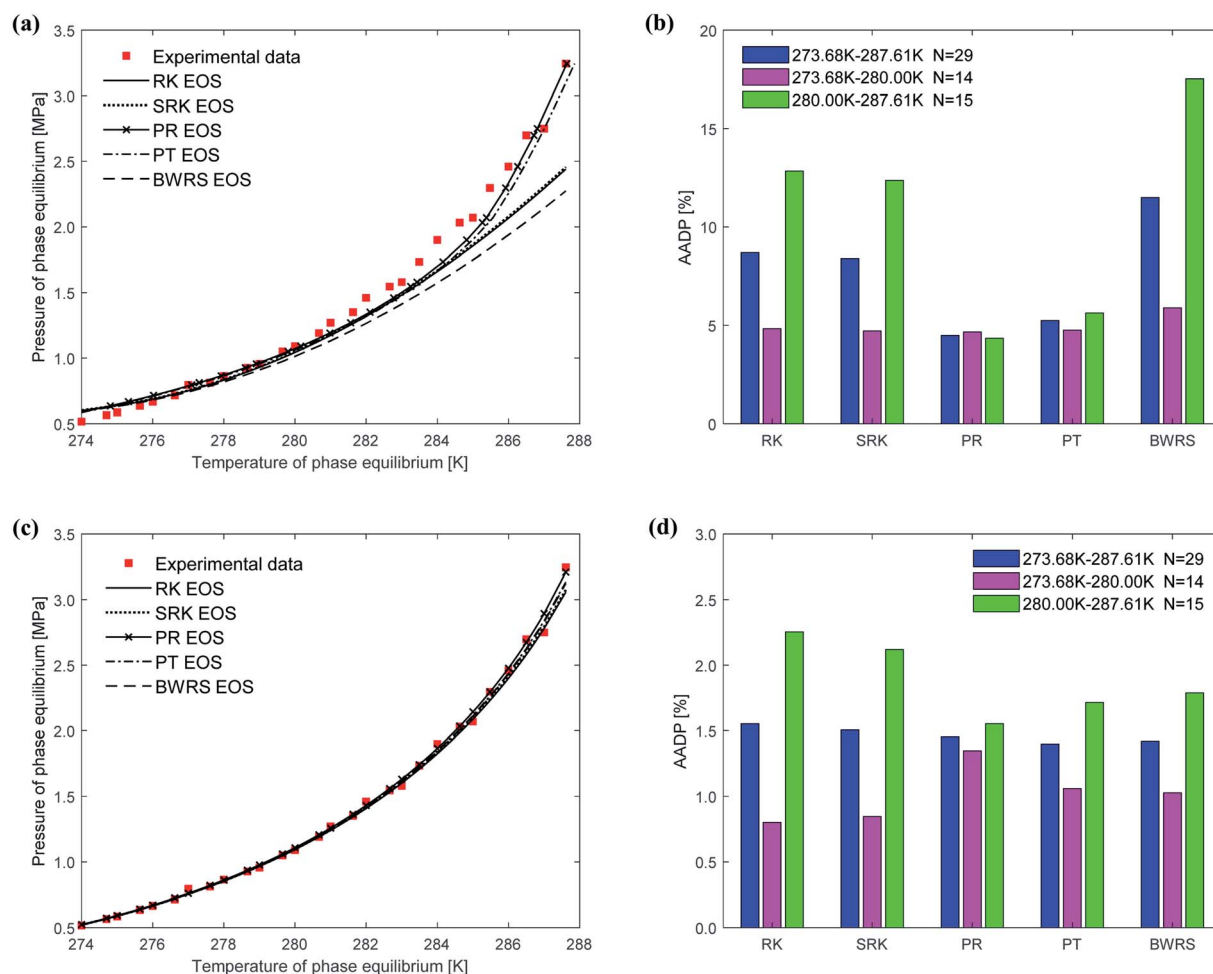 (a)
3.5
3.0
2.5
2.0
1.5
1.0
0.5
Pressure of phase equilibrium [MPa]
Experimental data
RK EOS
SRK EOS
PR EOS
PT EOS
BWRS EOS
274 276 278 280 282 284 286 288
Temperature of phase equilibrium [K]
(b)
20
15
10
5
0
AADP [%]
273.68K-287.61K N=29
273.68K-280.00K N=14
280.00K-287.61K N=15
RK SRK PR PT BWRS
(c)
3.5
3.0
2.5
2.0
1.5
1.0
0.5
Pressure of phase equilibrium [MPa]
Experimental data
RK EOS
SRK EOS
PR EOS
PT EOS
BWRS EOS
274 276 278 280 282 284 286 288
Temperature of phase equilibrium [K]
(d)
3.0
2.5
2.0
1.5
1.0
0.5
0.0
AADP [%]
273.68K-287.61K N=29
273.68K-280.00K N=14
280.00K-287.61K N=15
RK SRK PR PT BWRS